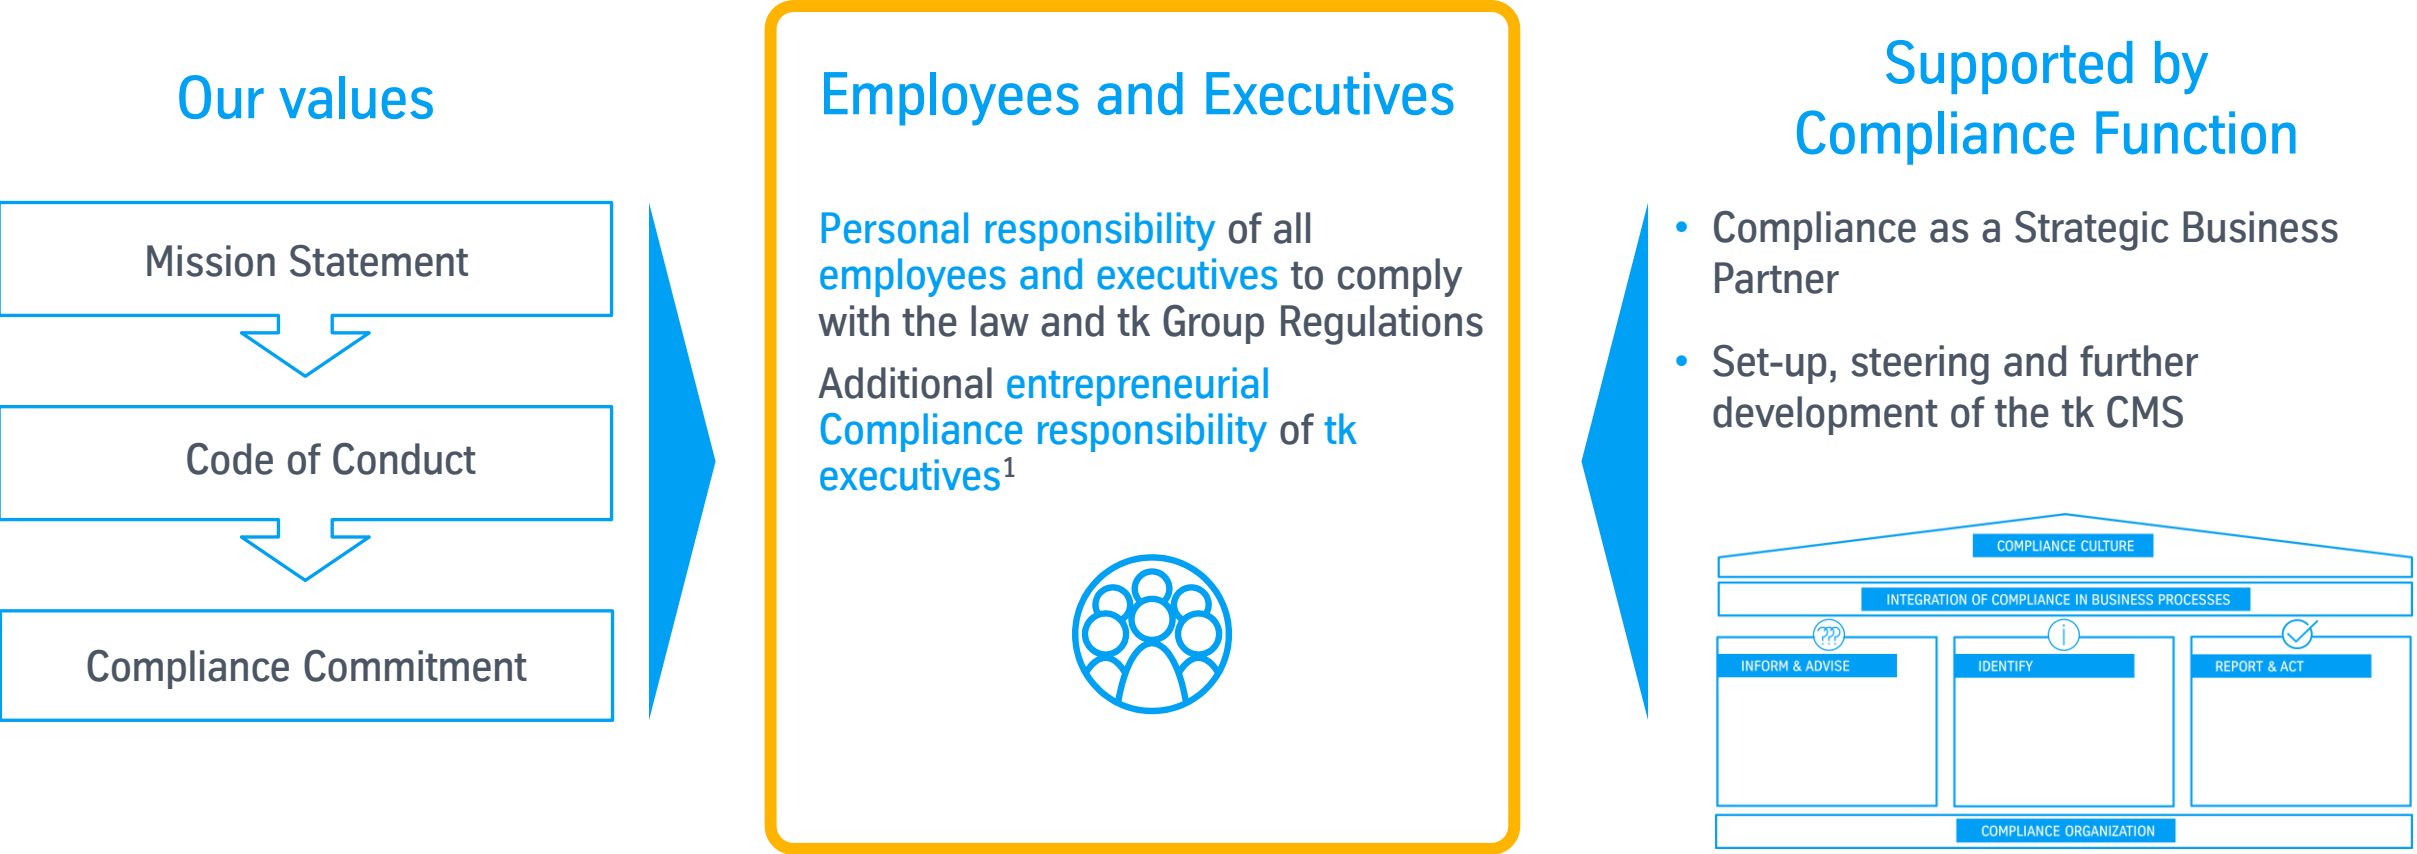 Our values
Mission Statement
Code of Conduct
Compliance Commitment
Employees and Executives
Personal responsibility of all
employees and executives to comply
with the law and tk Group Regulations
Additional entrepreneurial
Compliance responsibility of tk
executives¹
Supported by
Compliance Function
• Compliance as a Strategic Business
Partner
• Set-up, steering and further
development of the tk CMS
COMPLIANCE CULTURE
INTEGRATION OF COMPLIANCE IN BUSINESS PROCESSES
???
INFORM & ADVISE
i
IDENTIFY
REPORT & ACT
COMPLIANCE ORGANIZATION